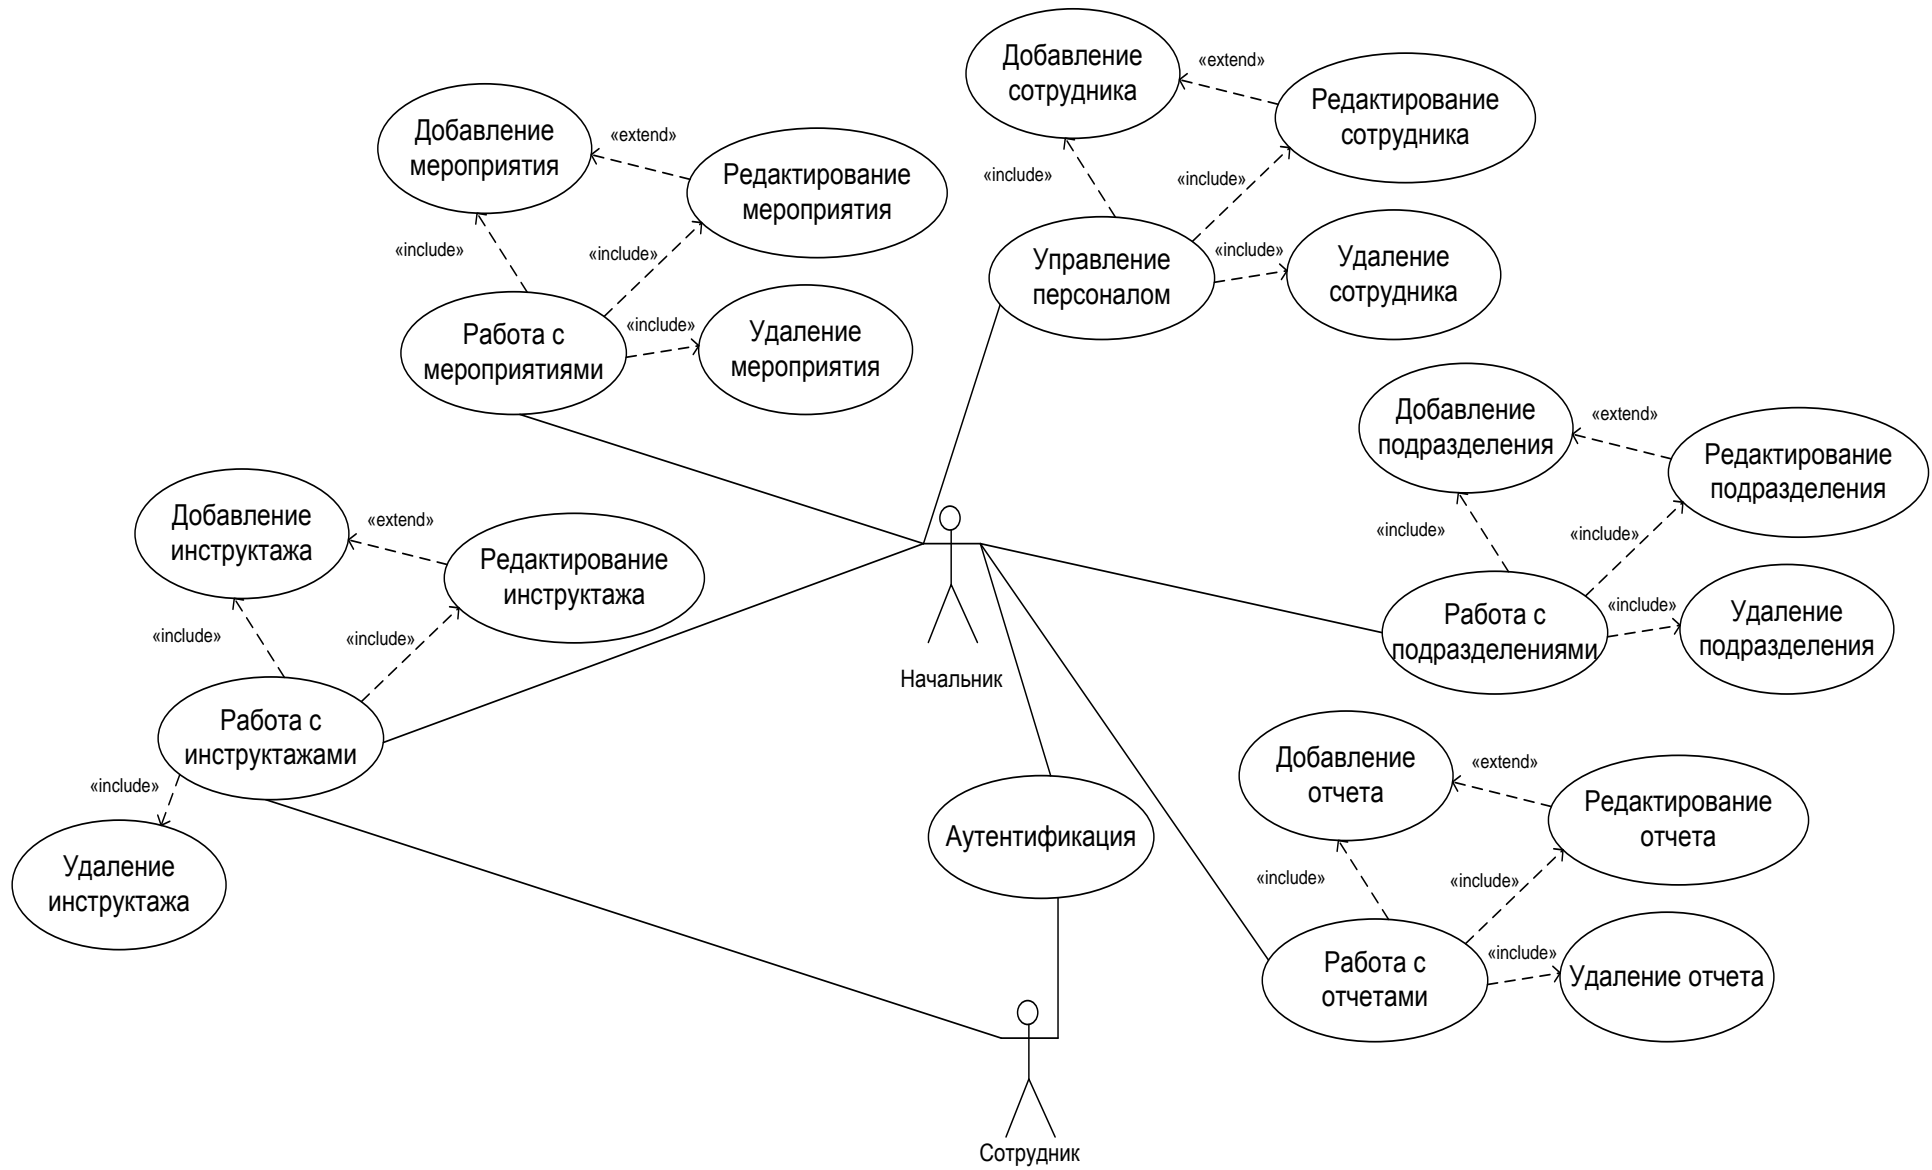 Добавление
сотрудника
«extend»
Редактирование
сотрудника
«include»
«include»
Управление
персоналом
«include»
Удаление
сотрудника
Добавление
мероприятия
«extend»
Редактирование
мероприятия
«include»
«include»
Работа с
мероприятиями
«include»
Удаление
мероприятия
Добавление
подразделения
«extend»
Редактирование
подразделения
«include»
«include»
Работа с
подразделениями
«include»
Удаление
подразделения
Добавление
инструктажа
«extend»
Редактирование
инструктажа
«include»
«include»
Работа с
инструктажами
«include»
Удаление
инструктажа
Начальник
Аутентификация
Добавление
отчета
«extend»
Редактирование
отчета
«include»
«include»
Работа с
отчетами
«include»
Удаление отчета
Сотрудник